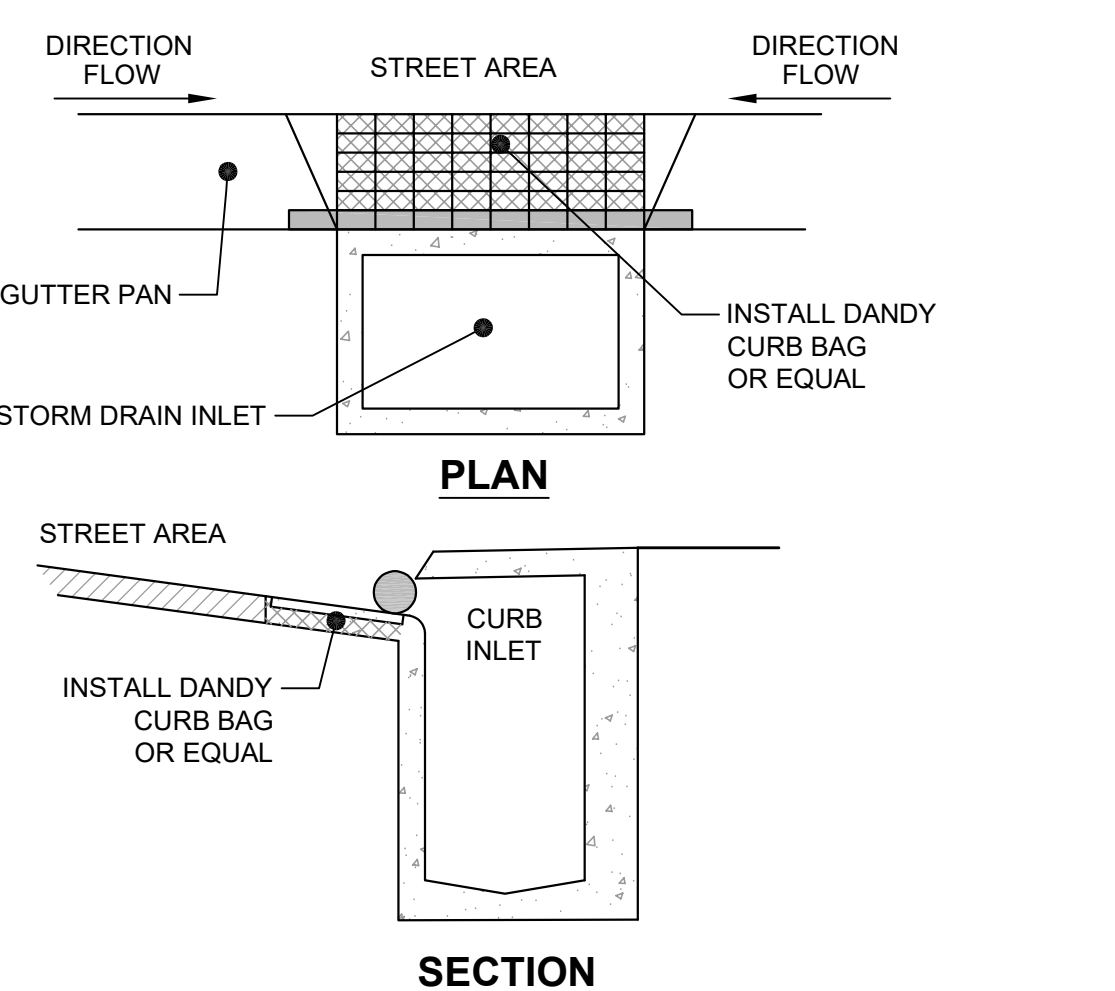 DIRECTION
FLOW
STREET AREA
DIRECTION
FLOW
GUTTER PAN
INSTALL DANDY
CURB BAG
OR EQUAL
STORM DRAIN INLET
PLAN
STREET AREA
CURB
INLET
INSTALL DANDY
CURB BAG
OR EQUAL
SECTION